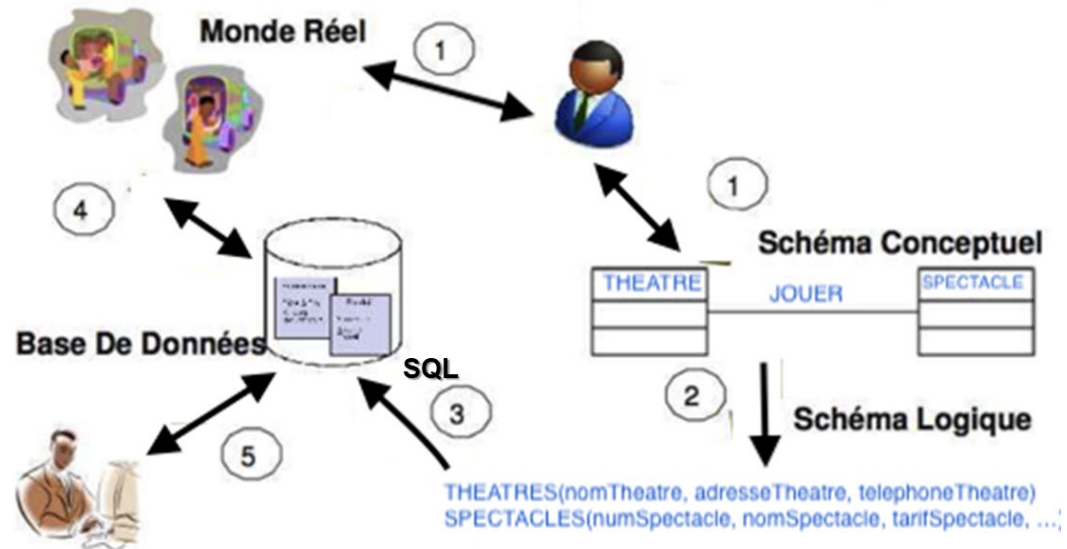 Monde Réel
1
4
1
Schéma Conceptuel
THEATRE
JOUER
SPECTACLE
Base De Données
SQL
2
3
Schéma Logique
5
THEATRES(nomTheatre, adresseTheatre, telephoneTheatre)
SPECTACLES(numSpectacle, nomSpectacle, tarifSpectacle, ...